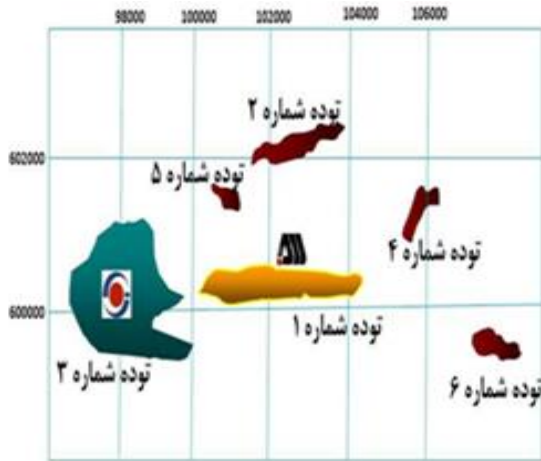 98000 100000 102000 104000 106000
توده شماره ۲
602000
توده شماره ۵
توده شماره ۴
600000
توده شماره ۱
توده شماره ۳
توده شماره ۶